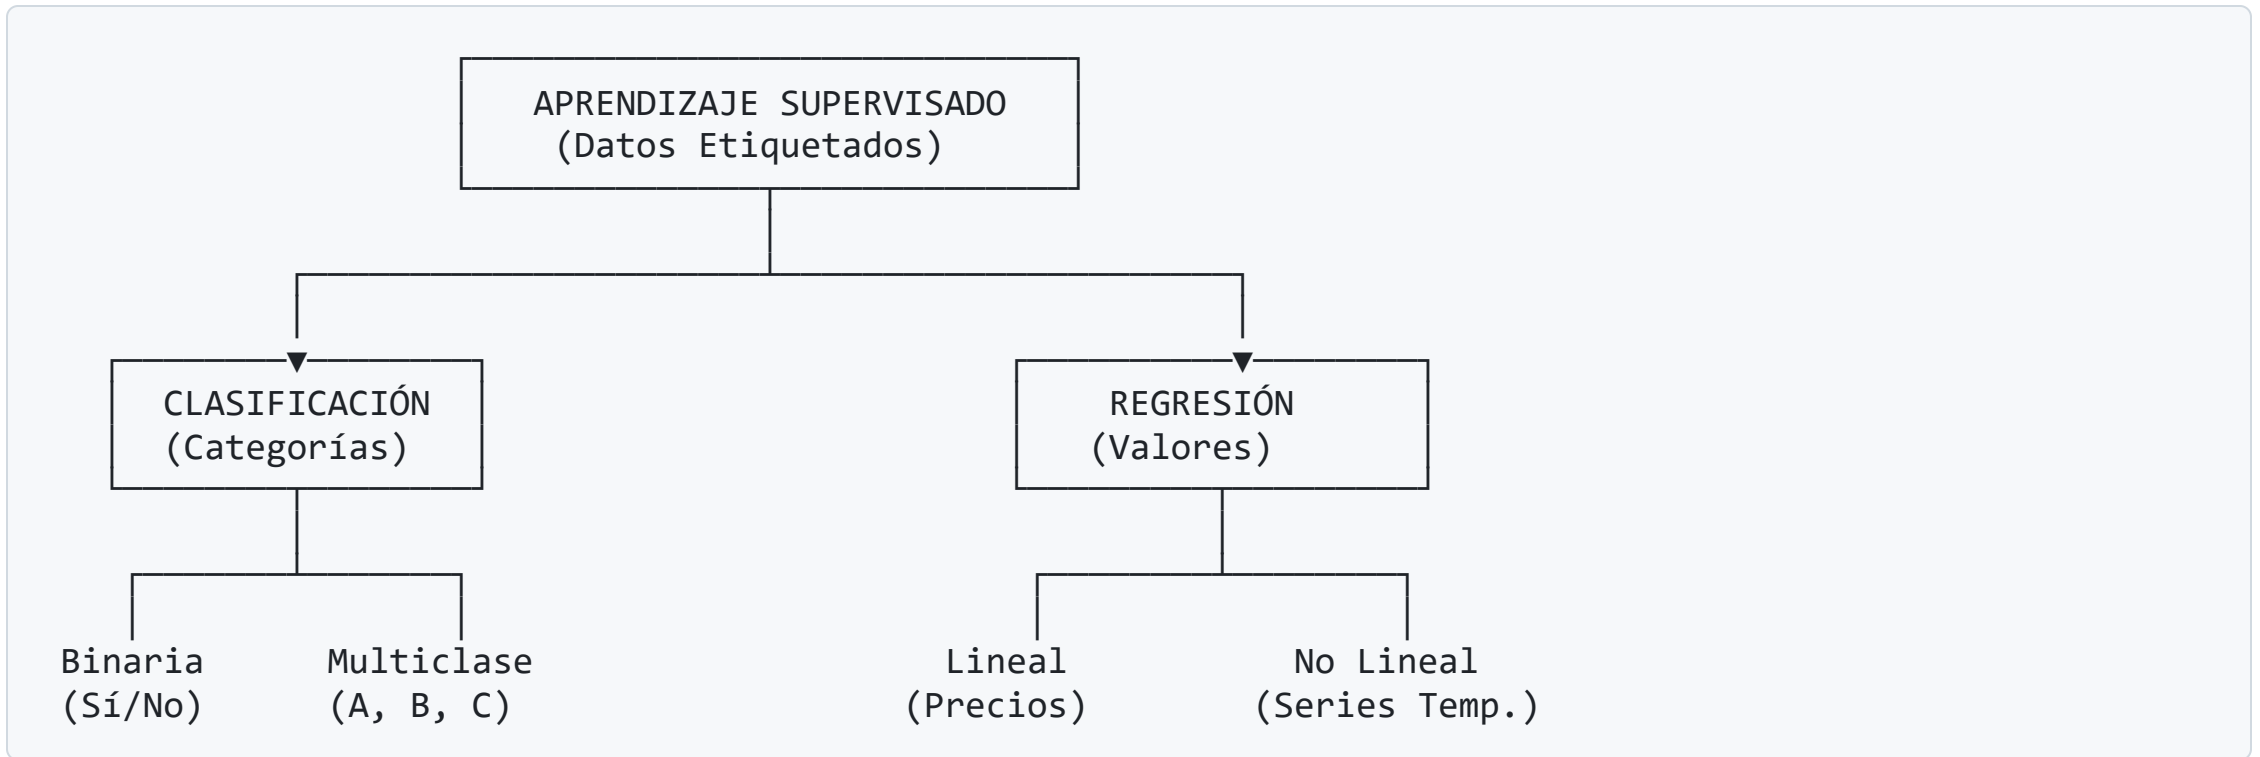 APRENDIZAJE SUPERVISADO
(Datos Etiquetados)
CLASIFICACIÓN
(Categorías)
REGRESIÓN
(Valores)
Binaria
(Sí/No)
Multiclase
(A, B, C)
Lineal
(Precios)
No Lineal
(Series Temp.)